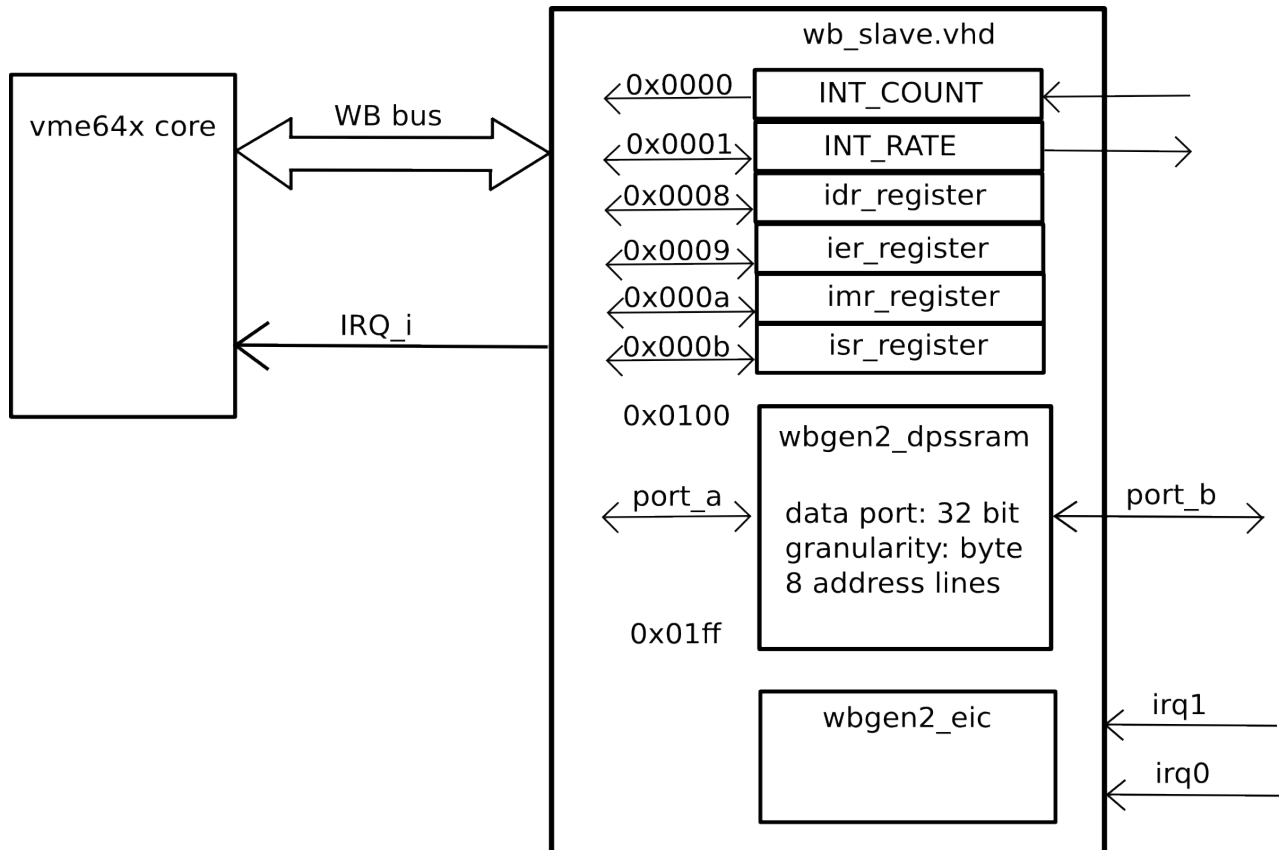 wb_slave.vhd
vme64x core
WB bus
IRQ_i
0x0000
INT_COUNT
0x0001
INT_RATE
0x0008
idr_register
0x0009
ier_register
0x000a
imr_register
0x000b
isr_register
0x0100
wbgen2_dpssram
port_a
data port: 32 bit
granularity: byte
8 address lines
port_b
0x01ff
wbgen2_eic
irq1
irq0